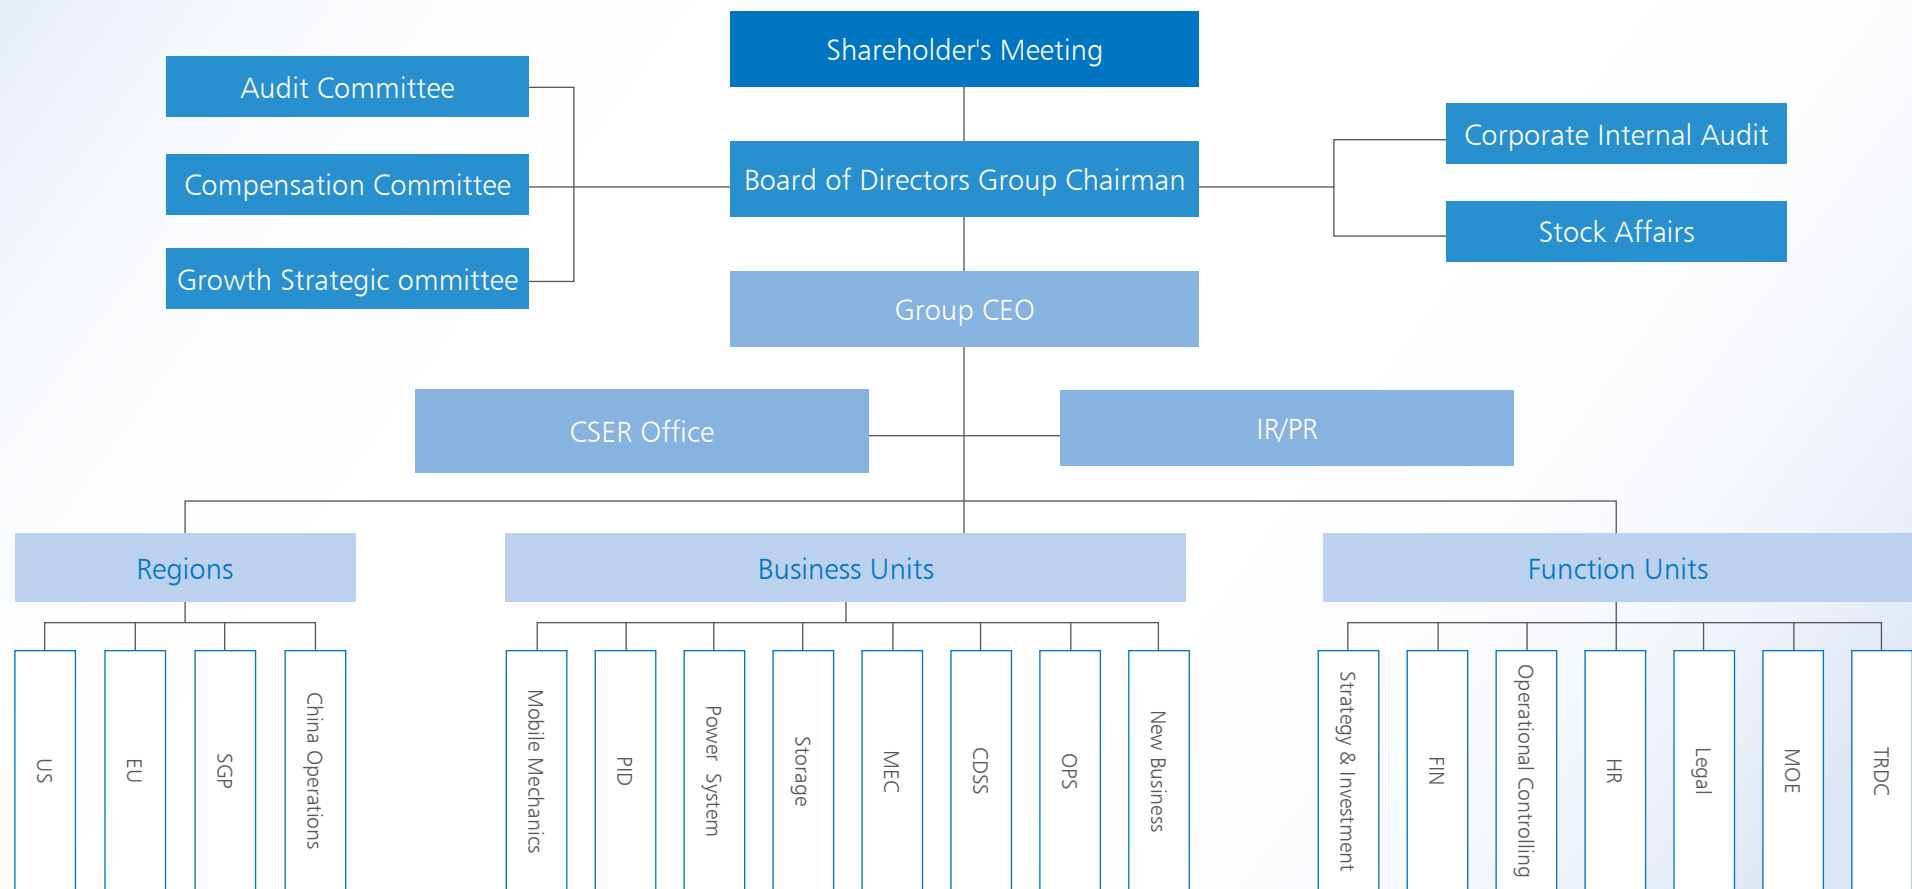 Shareholder's Meeting
Audit Committee
Compensation Committee
Growth Strategic ommittee
Board of Directors Group Chairman
Corporate Internal Audit
Stock Affairs
Group CEO
CSER Office
IR/PR
Regions
Business Units
Function Units
US
EU
SGP
China Operations
Mobile Mechanics
PID
Power System
Storage
MEC
CDSS
OPS
New Business
Strategy & Investment
FIN
Operational Controlling
HR
Legal
MOE
TRDC